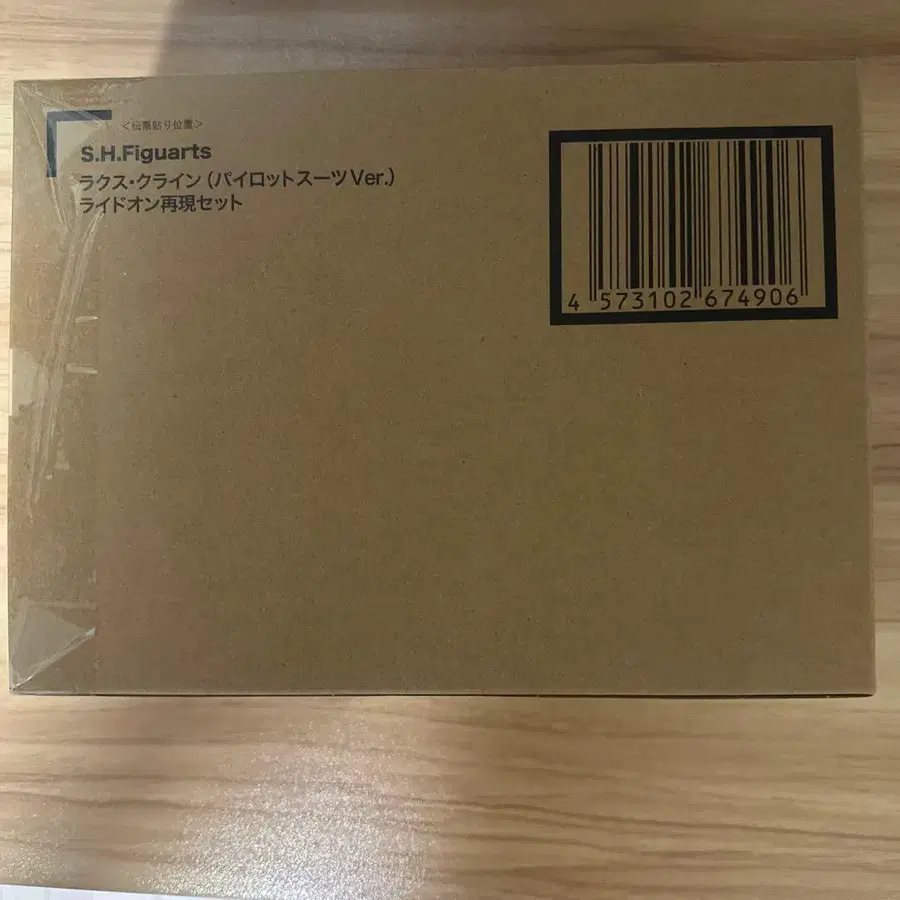 ＜伝票貼り位置＞
S.H.Figuarts
ラクス・クライン（パイロットスーツVer.）
ライドオン再現セット
4 573102 674906